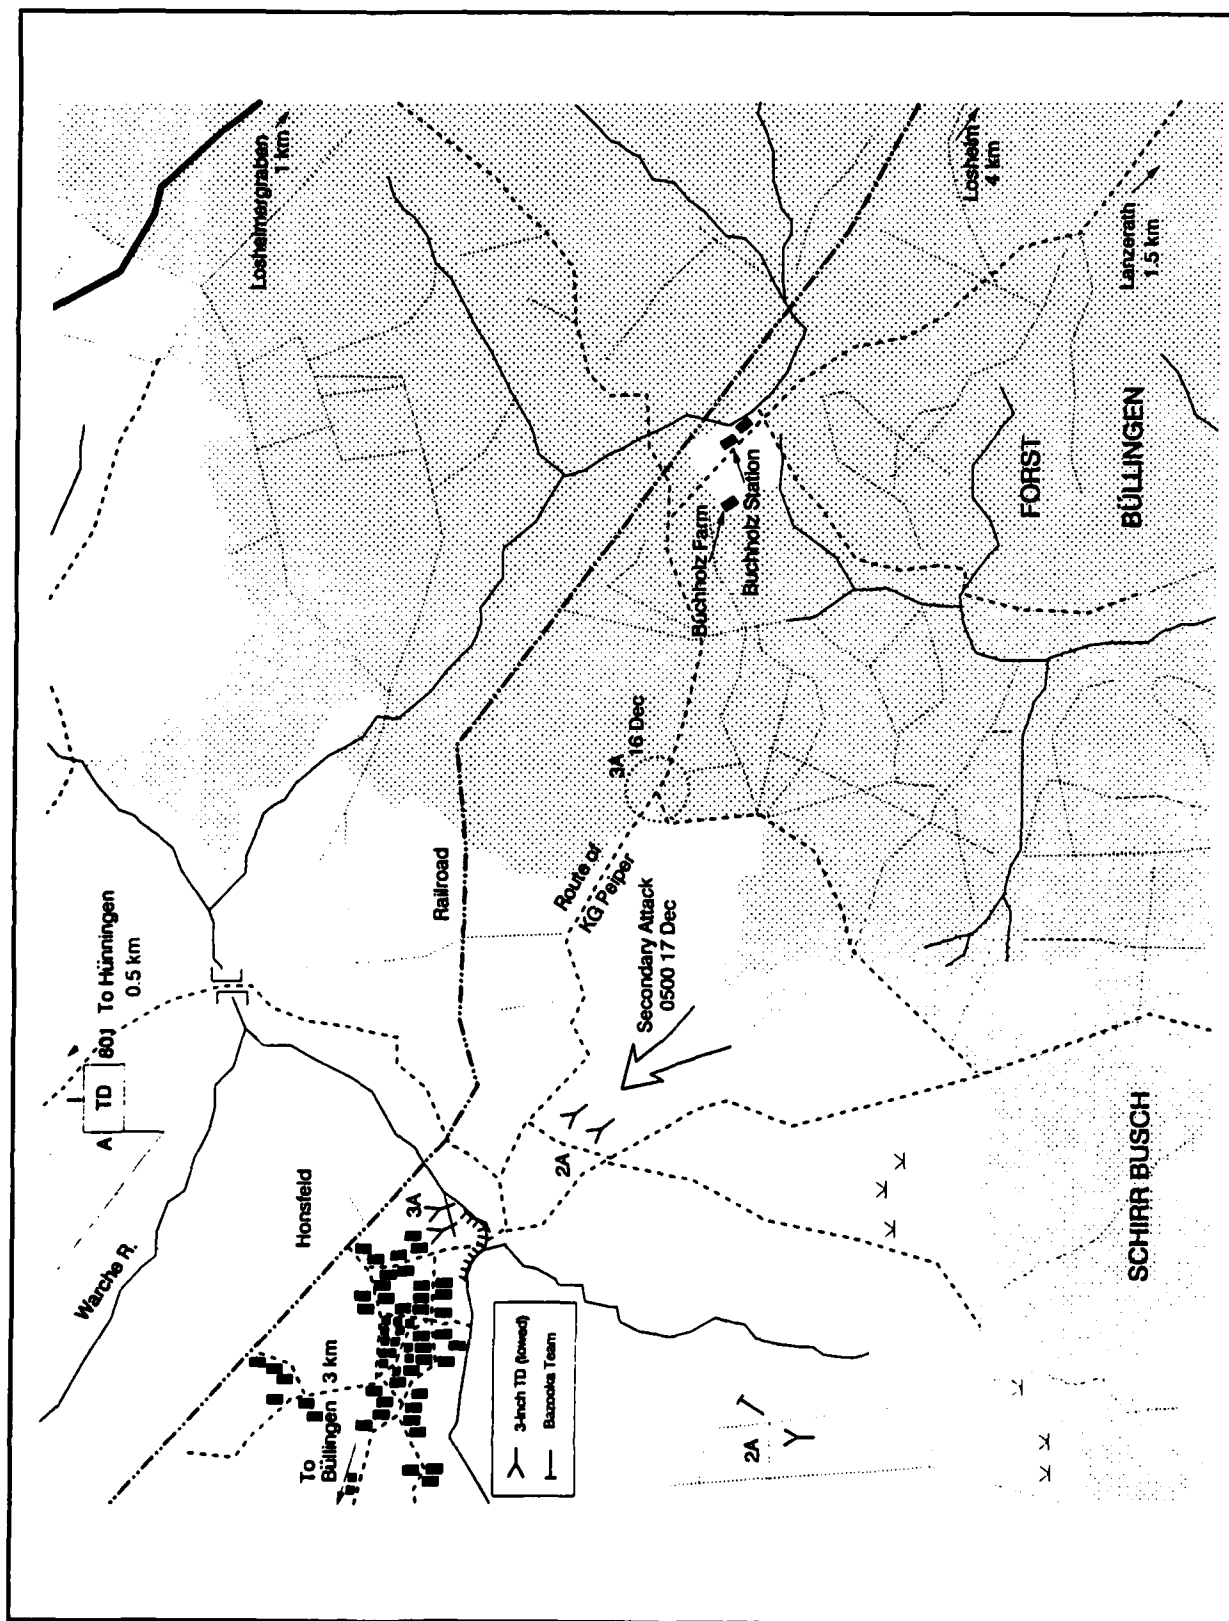 Losheimergraben
1 km
Losheim
4 km
Lanzerath
1.5 km
Buchholz Farm
Buchholz Station
FORST
BÜLLINGEN
3A
16 Dec
Railroad
Route of
KG Peiper
Secondary Attack
0500 17 Dec
To Hünningen
0.5 km
A
TD
801
Warche R.
Honsfeld
3A
2A
To
Büllingen
3 km
3-inch TD (towed)
Bazooka Team
2A
SCHIRR BUSCH